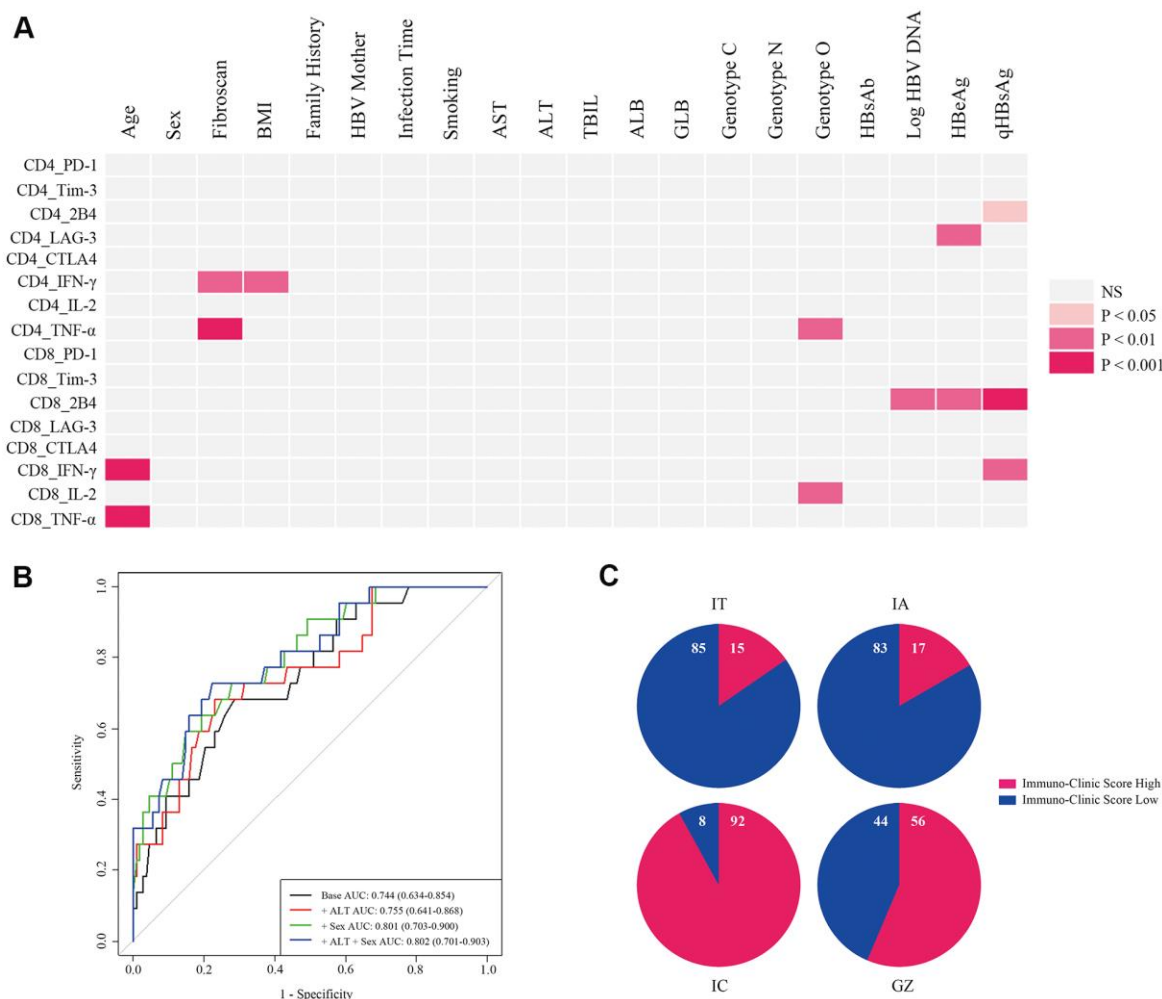 A
Age
Sex
Fibroscan
BMI
Family History
HBV Mother
Infection Time
Smoking
AST
ALT
TBIL
ALB
GLB
Genotype C
Genotype N
Genotype O
HBsAb
Log HBV DNA
HBeAg
qHBsAg
CD4_PD-1
CD4_Tim-3
CD4_2B4
CD4_LAG-3
CD4_CTLA4
CD4_IFN-γ
CD4_IL-2
CD4_TNF-α
CD8_PD-1
CD8_Tim-3
CD8_2B4
CD8_LAG-3
CD8_CTLA4
CD8_IFN-γ
CD8_IL-2
CD8_TNF-α
NS
P < 0.05
P < 0.01
P < 0.001
B
Sensitivity
1.0
0.8
0.6
0.4
0.2
0.0
0.0 0.2 0.4 0.6 0.8 1.0
1 - Specificity
Base AUC: 0.744 (0.634-0.854)
+ ALT AUC: 0.755 (0.641-0.868)
+ Sex AUC: 0.801 (0.703-0.900)
+ ALT + Sex AUC: 0.802 (0.701-0.903)
C
IT
85 15
IA
83 17
8 92
IC
44 56
GZ
Immuno-Clinic Score High
Immuno-Clinic Score Low